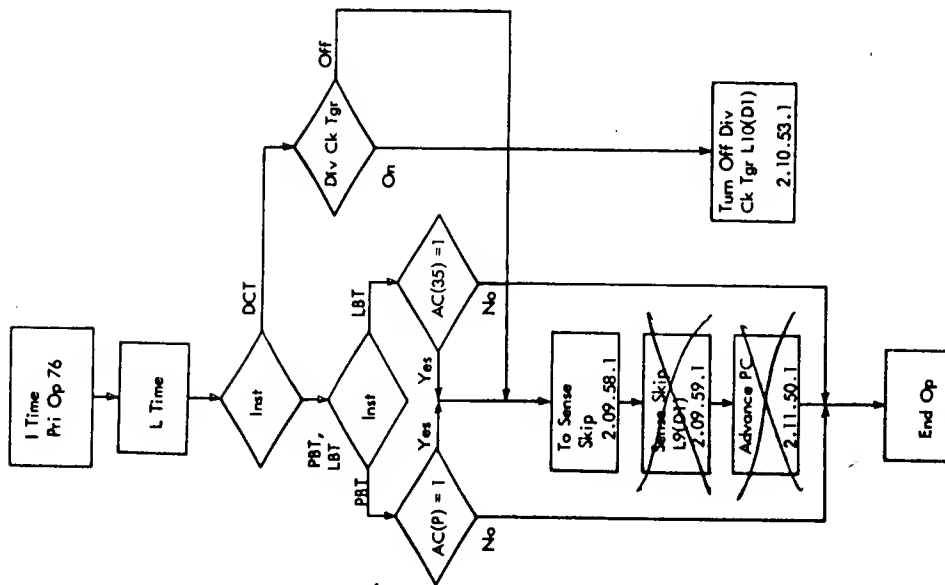 I Time
Pri Op 76
L Time
Inst
DCT
PBT,
LBT
Inst
PBT
LBT
Div Ck Tgr
Off
On
AC(P) = 1
Yes
No
AC(35) = 1
Yes
No
To Sense
Skip
2.09.58.1
Sense Skip
L9(D1)
2.09.59.1
Advance PC
2.11.50.1
Turn Off Div
Ck Tgr L10(D1)
2.10.53.1
End Op